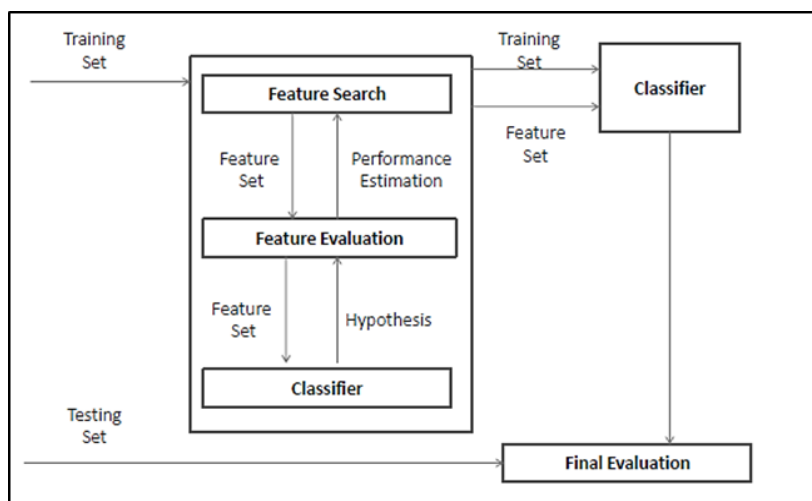 Training
Set
Feature Search
Feature
Set
Performance
Estimation
Feature Evaluation
Feature
Set
Hypothesis
Classifier
Training
Set
Feature
Set
Classifier
Testing
Set
Final Evaluation